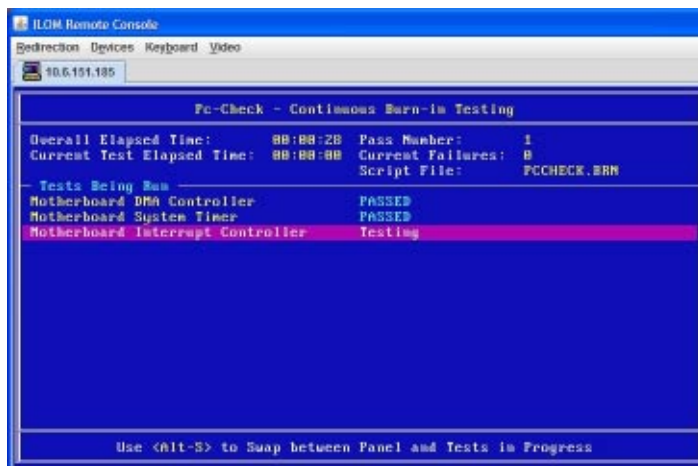 ILOM Remote Console
Redirection Devices Keyboard Video
10.6.151.185
Pc-Check - Continuous Burn-in Testing
Overall Elapsed Time: 00:00:28 Pass Number: 1
Current Test Elapsed Time: 00:00:00 Current Failures: 0
Script File: PCCHECK.BRN
Tests Being Run
Motherboard DMA Controller PASSED
Motherboard System Timer PASSED
Motherboard Interrupt Controller Testing
Use <Alt-S> to Swap between Panel and Tests in Progress